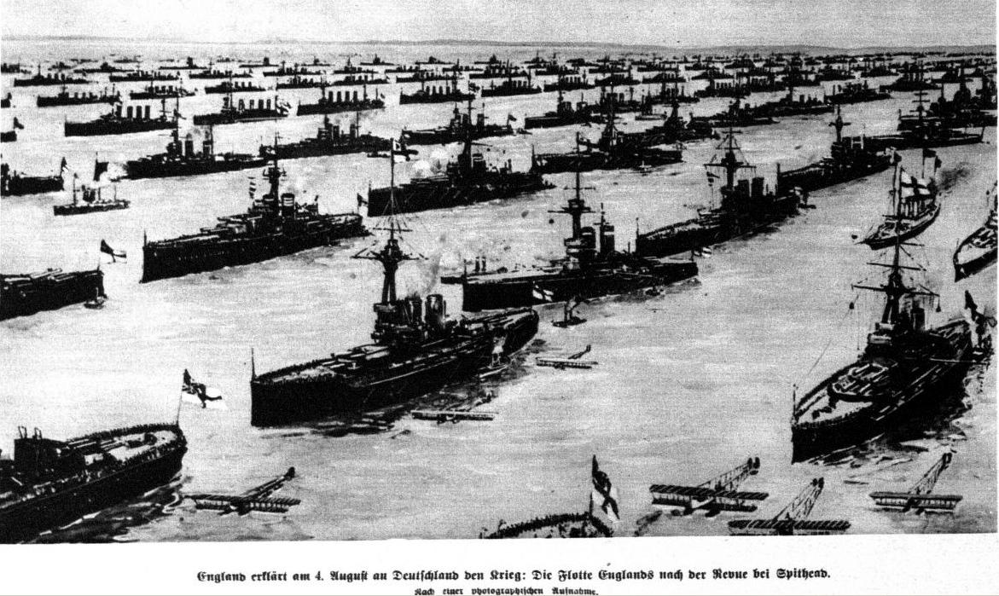 England erklärt am 4. August an Deutschland den Krieg: Die Flotte Englands nach der Revue bei Spithead.
Nach einer photographischen Aufnahme.